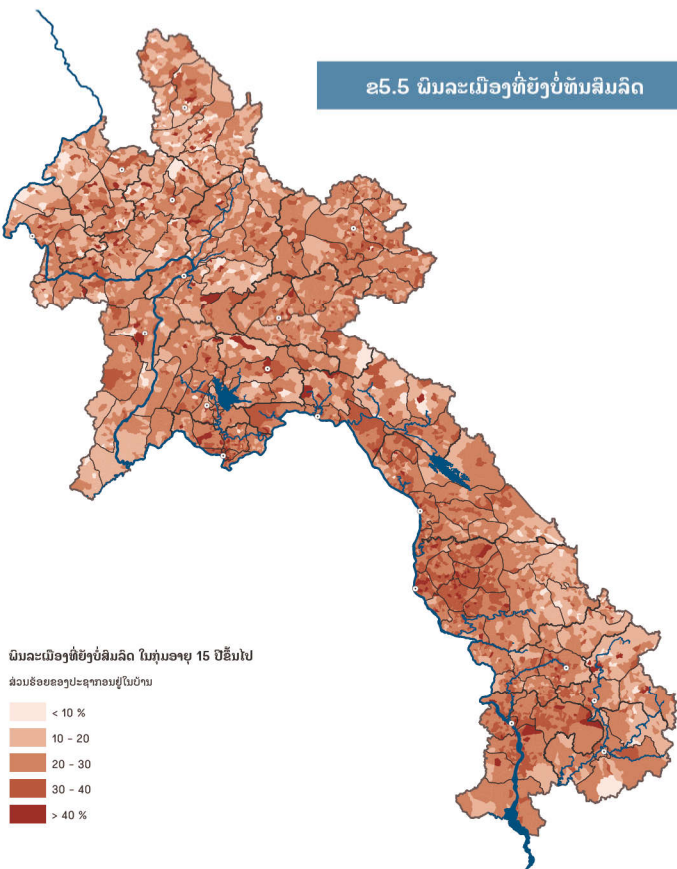 ຂ5.5 ພົນລະເມືອງທີ່ຍັງບໍ່ທັນສົມລົດ
ພົນລະເມືອງທີ່ຍັງບໍ່ສົມລົດ ໃນກຸ່ມອາຍຸ 15 ປີຂຶ້ນໄປ
ສ່ວນຮ້ອຍຂອງປະຊາກອນຢູ່ໃນບ້ານ
< 10 %
10 - 20
20 - 30
30 - 40
> 40 %